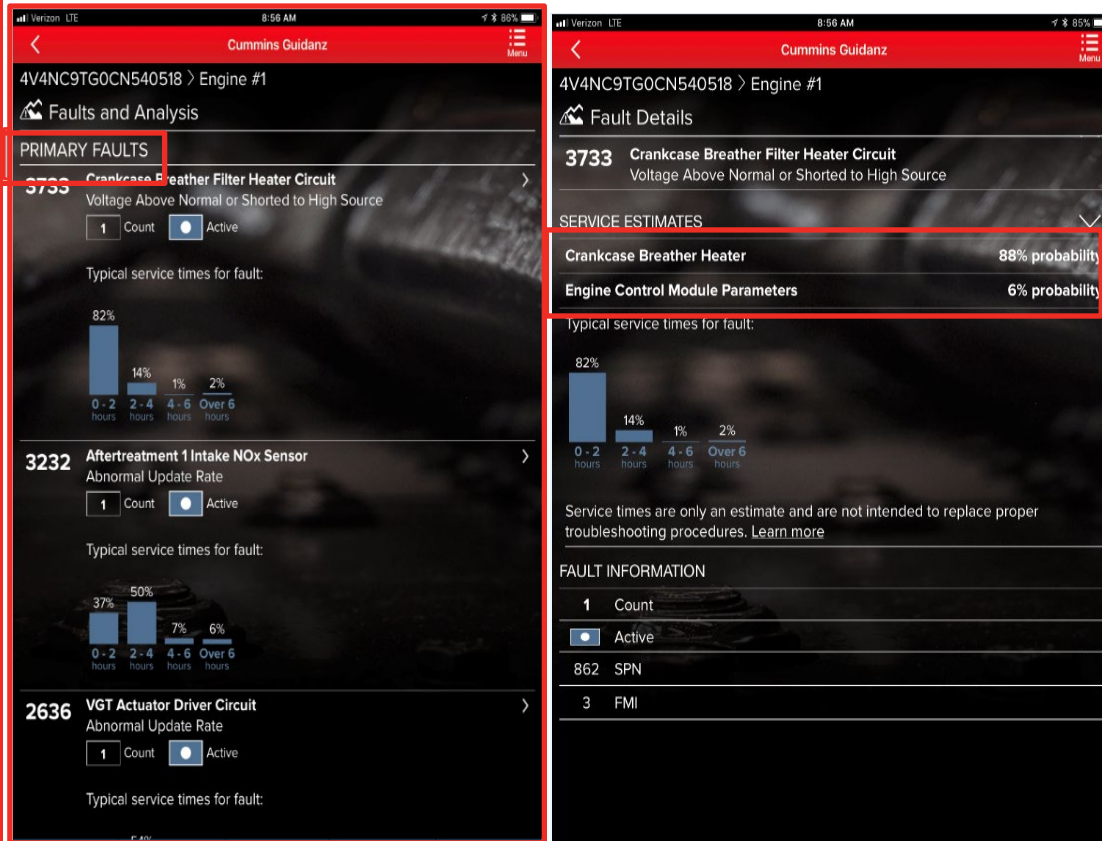 Verizon LTE 8:56 AM 86%
Cummins Guidanz
Menu
4V4NC9TG0CN540518 > Engine #1
Faults and Analysis
PRIMARY FAULTS
3733 Crankcase Breather Filter Heater Circuit
Voltage Above Normal or Shorted to High Source
1 Count Active
Typical service times for fault:
82%
14%
1% 2%
0 - 2 2 - 4 4 - 6 Over 6
hours hours hours hours
3232 Aftertreatment 1 Intake NOx Sensor
Abnormal Update Rate
1 Count Active
Typical service times for fault:
37% 50%
7% 6%
0 - 2 2 - 4 4 - 6 Over 6
hours hours hours hours
2636 VGT Actuator Driver Circuit
Abnormal Update Rate
1 Count Active
Typical service times for fault:
Verizon LTE 8:56 AM 85%
Cummins Guidanz
Menu
4V4NC9TG0CN540518 > Engine #1
Fault Details
3733 Crankcase Breather Filter Heater Circuit
Voltage Above Normal or Shorted to High Source
SERVICE ESTIMATES
Crankcase Breather Heater 88% probability
Engine Control Module Parameters 6% probability
Typical service times for fault:
82%
14%
1% 2%
0 - 2 2 - 4 4 - 6 Over 6
hours hours hours hours
Service times are only an estimate and are not intended to replace proper
troubleshooting procedures. Learn more
FAULT INFORMATION
1 Count
Active
862 SPN
3 FMI